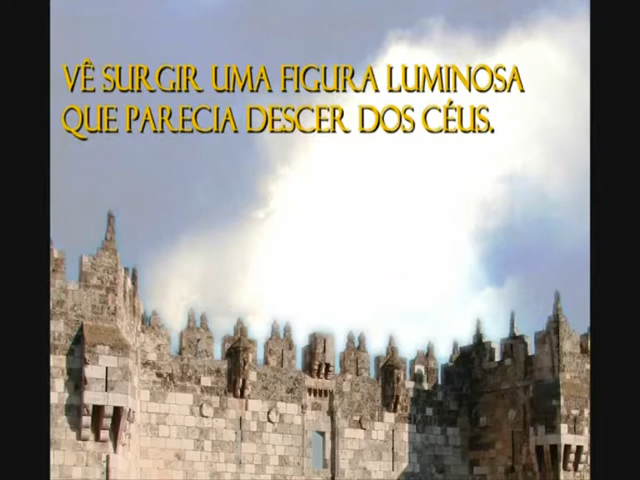 VÊ SURGIR UMA FIGURA LUMINOSA
QUE PARECIA DESCER DOS CÉUS.